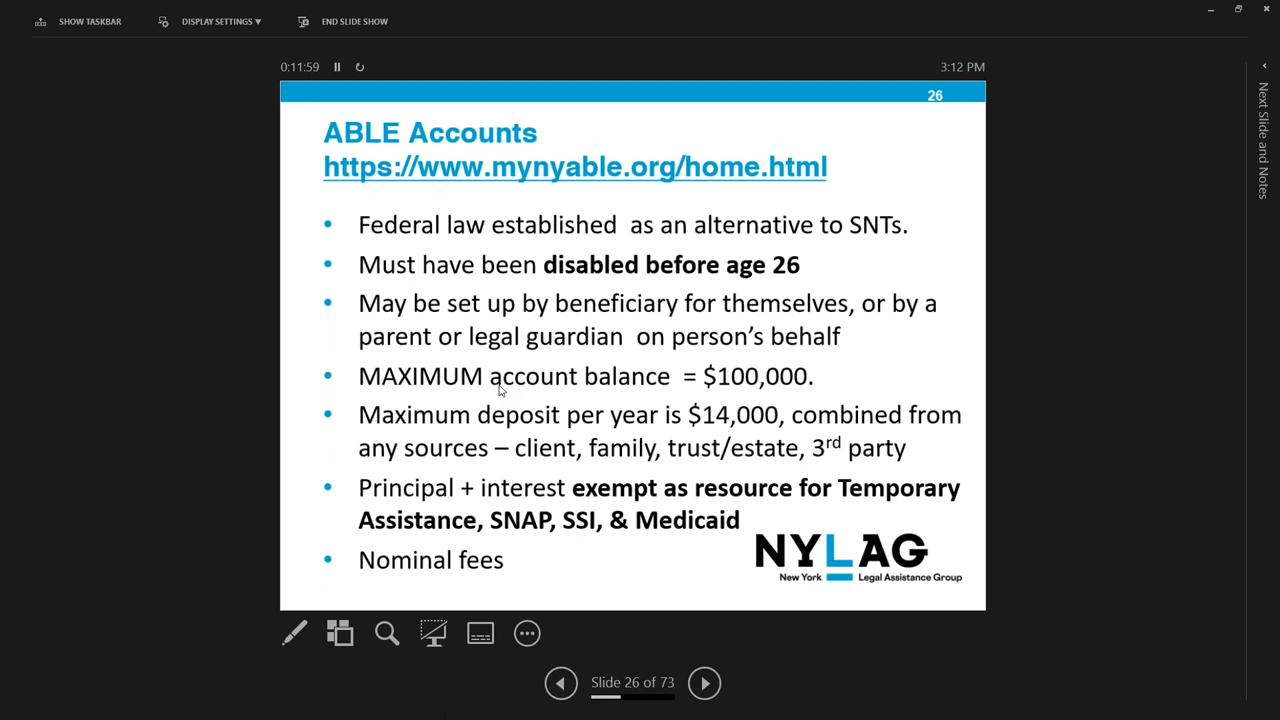 SHOW TASKBAR
DISPLAY SETTINGS ▾
END SLIDE SHOW
0:11:59
3:12 PM
26
ABLE Accounts
https://www.mynyable.org/home.html
• Federal law established  as an alternative to SNTs.
• Must have been disabled before age 26
• May be set up by beneficiary for themselves, or by a
parent or legal guardian  on person's behalf
• MAXIMUM account balance  = $100,000.
• Maximum deposit per year is $14,000, combined from
any sources – client, family, trust/estate, 3rd party
• Principal + interest exempt as resource for Temporary
Assistance, SNAP, SSI, & Medicaid
• Nominal fees
NYLAG
New York Legal Assistance Group
Slide 26 of 73
Next Slide and Notes